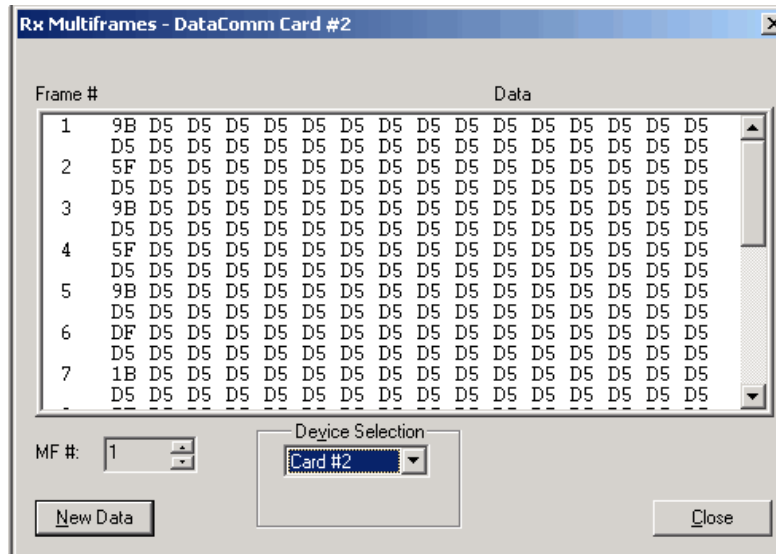 Rx Multiframes - DataComm Card #2
Frame # Data
1 9B D5 D5 D5 D5 D5 D5 D5 D5 D5 D5 D5 D5 D5 D5 D5
D5 D5 D5 D5 D5 D5 D5 D5 D5 D5 D5 D5 D5 D5 D5 D5
2 5F D5 D5 D5 D5 D5 D5 D5 D5 D5 D5 D5 D5 D5 D5 D5
D5 D5 D5 D5 D5 D5 D5 D5 D5 D5 D5 D5 D5 D5 D5 D5
3 9B D5 D5 D5 D5 D5 D5 D5 D5 D5 D5 D5 D5 D5 D5 D5
D5 D5 D5 D5 D5 D5 D5 D5 D5 D5 D5 D5 D5 D5 D5 D5
4 5F D5 D5 D5 D5 D5 D5 D5 D5 D5 D5 D5 D5 D5 D5 D5
D5 D5 D5 D5 D5 D5 D5 D5 D5 D5 D5 D5 D5 D5 D5 D5
5 9B D5 D5 D5 D5 D5 D5 D5 D5 D5 D5 D5 D5 D5 D5 D5
D5 D5 D5 D5 D5 D5 D5 D5 D5 D5 D5 D5 D5 D5 D5 D5
6 DF D5 D5 D5 D5 D5 D5 D5 D5 D5 D5 D5 D5 D5 D5 D5
D5 D5 D5 D5 D5 D5 D5 D5 D5 D5 D5 D5 D5 D5 D5 D5
7 1B D5 D5 D5 D5 D5 D5 D5 D5 D5 D5 D5 D5 D5 D5 D5
D5 D5 D5 D5 D5 D5 D5 D5 D5 D5 D5 D5 D5 D5 D5 D5
Device Selection
MF #: 1 Card #2
New Data Close